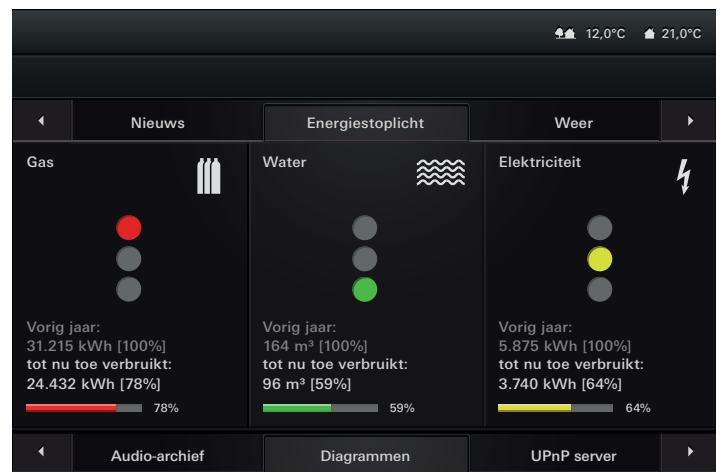 12,0°C 21,0°C
Nieuws Energiestoplicht Weer
Gas Water Elektriciteit
Vorig jaar:
31.215 kWh [100%]
tot nu toe verbruikt:
24.432 kWh [78%]
78%
Vorig jaar:
164 m³ [100%]
tot nu toe verbruikt:
96 m³ [59%]
59%
Vorig jaar:
5.875 kWh [100%]
tot nu toe verbruikt:
3.740 kWh [64%]
64%
Audio-archief Diagrammen UPnP server